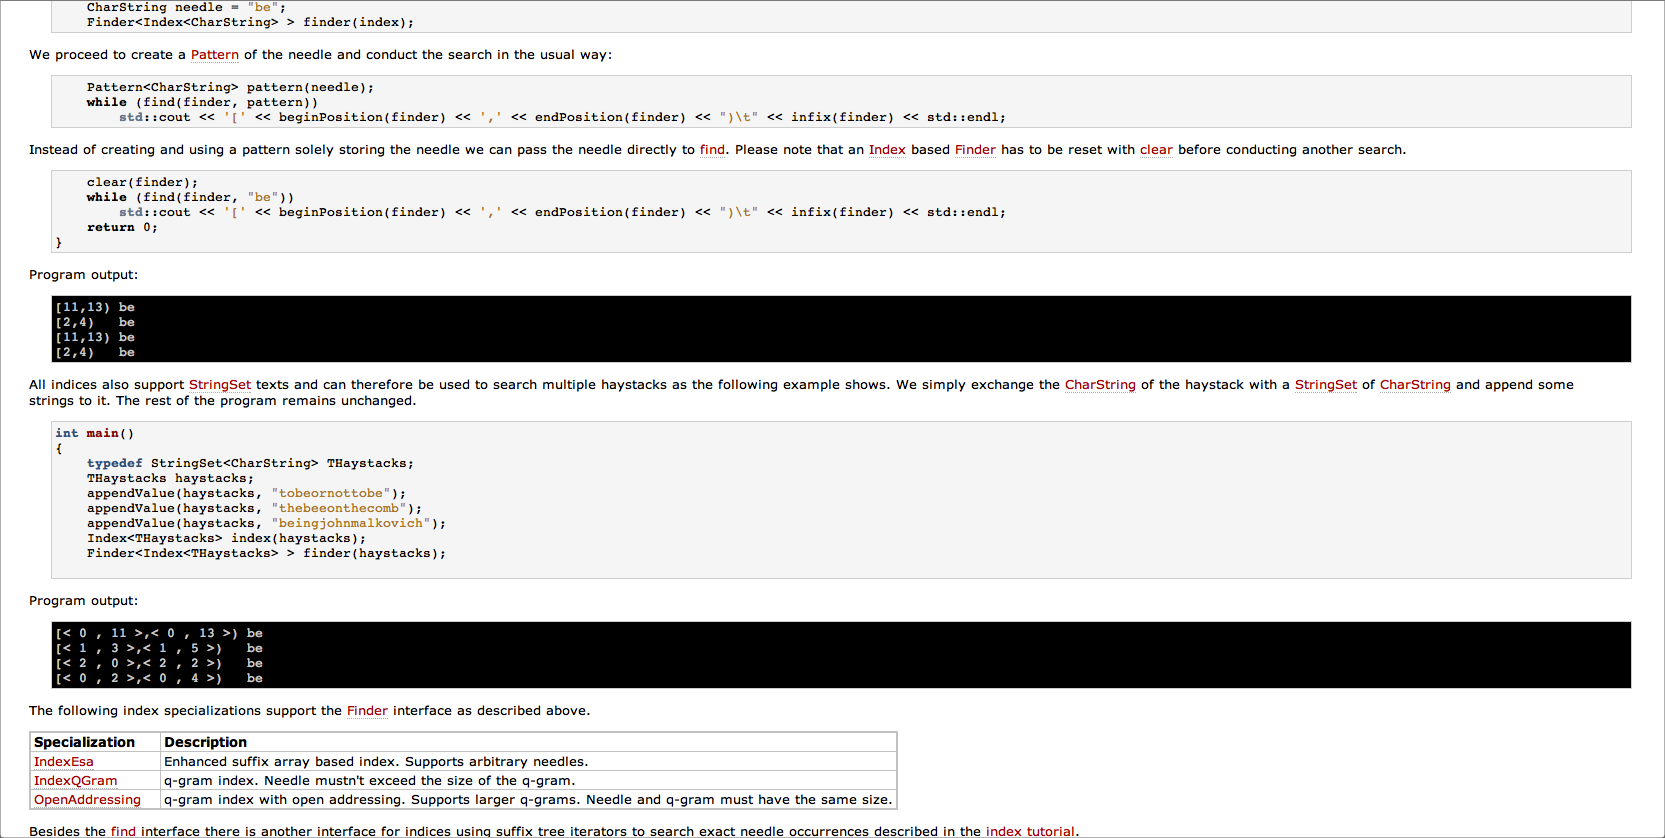 CharString needle = "be";
    Finder<Index<CharString> > finder(index);
We proceed to create a Pattern of the needle and conduct the search in the usual way:
    Pattern<CharString> pattern(needle);
    while (find(finder, pattern))
        std::cout << '[' << beginPosition(finder) << ',' << endPosition(finder) << ")\t" << infix(finder) << std::endl;
Instead of creating and using a pattern solely storing the needle we can pass the needle directly to find. Please note that an Index based Finder has to be reset with clear before conducting another search.
    clear(finder);
    while (find(finder, "be"))
        std::cout << '[' << beginPosition(finder) << ',' << endPosition(finder) << ")\t" << infix(finder) << std::endl;
    return 0;
}
Program output:
[11,13) be
[2,4)   be
[11,13) be
[2,4)   be
All indices also support StringSet texts and can therefore be used to search multiple haystacks as the following example shows. We simply exchange the CharString of the haystack with a StringSet of CharString and append some
strings to it. The rest of the program remains unchanged.
int main()
{
    typedef StringSet<CharString> THaystacks;
    THaystacks haystacks;
    appendValue(haystacks, "tobeornottobe");
    appendValue(haystacks, "thebeeonthecomb");
    appendValue(haystacks, "beingjohnmalkovich");
    Index<THaystacks> index(haystacks);
    Finder<Index<THaystacks> > finder(haystacks);
Program output:
[< 0 , 11 >,< 0 , 13 >) be
[< 1 , 3 >,< 1 , 5 >)   be
[< 2 , 0 >,< 2 , 2 >)   be
[< 0 , 2 >,< 0 , 4 >)   be
The following index specializations support the Finder interface as described above.
Specialization Description
IndexEsa Enhanced suffix array based index. Supports arbitrary needles.
IndexQGram q-gram index. Needle mustn't exceed the size of the q-gram.
OpenAddressing q-gram index with open addressing. Supports larger q-grams. Needle and q-gram must have the same size.
Besides the find interface there is another interface for indices using suffix tree iterators to search exact needle occurrences described in the index tutorial.